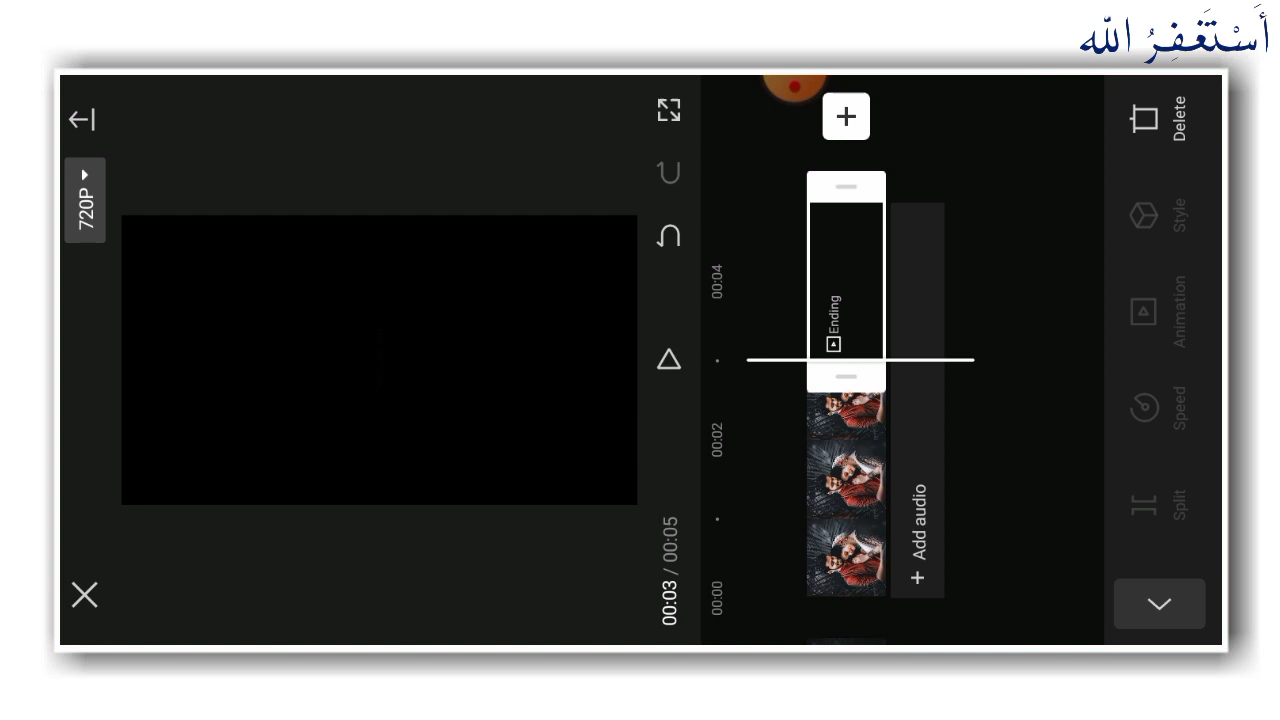 أَسْتَغْفِرُ اللّٰه
720P
00:03 / 00:05
00:00
00:02
00:04
Ending
+ Add audio
Split
Speed
Animation
Style
Delete